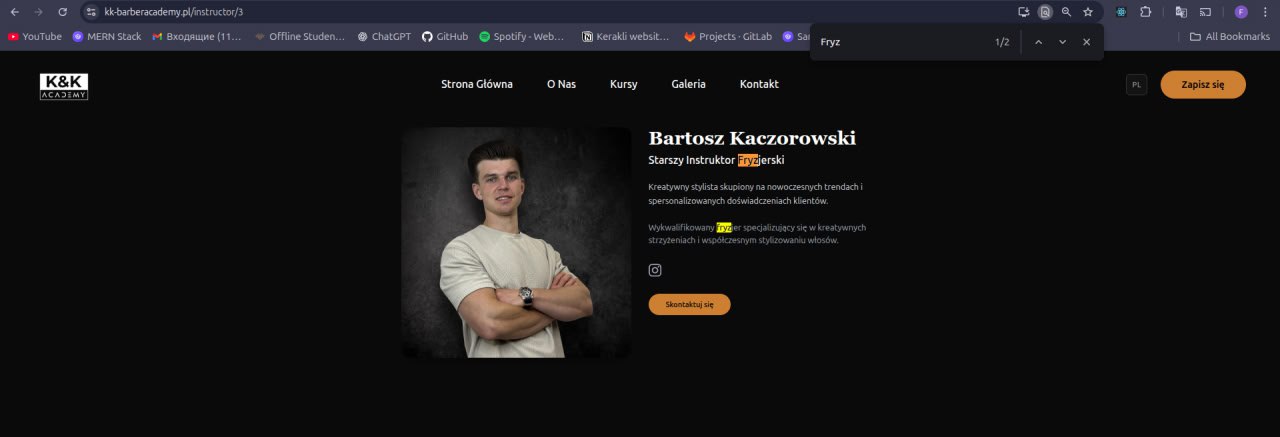 kk-barberacademy.pl/instructor/3
YouTube MERN Stack Входящие (11… Offline Studen… ChatGPT GitHub Spotify - Web… Kerakli websit… Projects · GitLab San All Bookmarks
Fryz 1/2
F
K&K
ACADEMY
Strona Główna O Nas Kursy Galeria Kontakt
PL
Zapisz się
Bartosz Kaczorowski
Starszy Instruktor Fryzjerski
Kreatywny stylista skupiony na nowoczesnych trendach i
spersonalizowanych doświadczeniach klientów.
Wykwalifikowany fryzjer specjalizujący się w kreatywnych
strzyżeniach i współczesnym stylizowaniu włosów.
Skontaktuj się